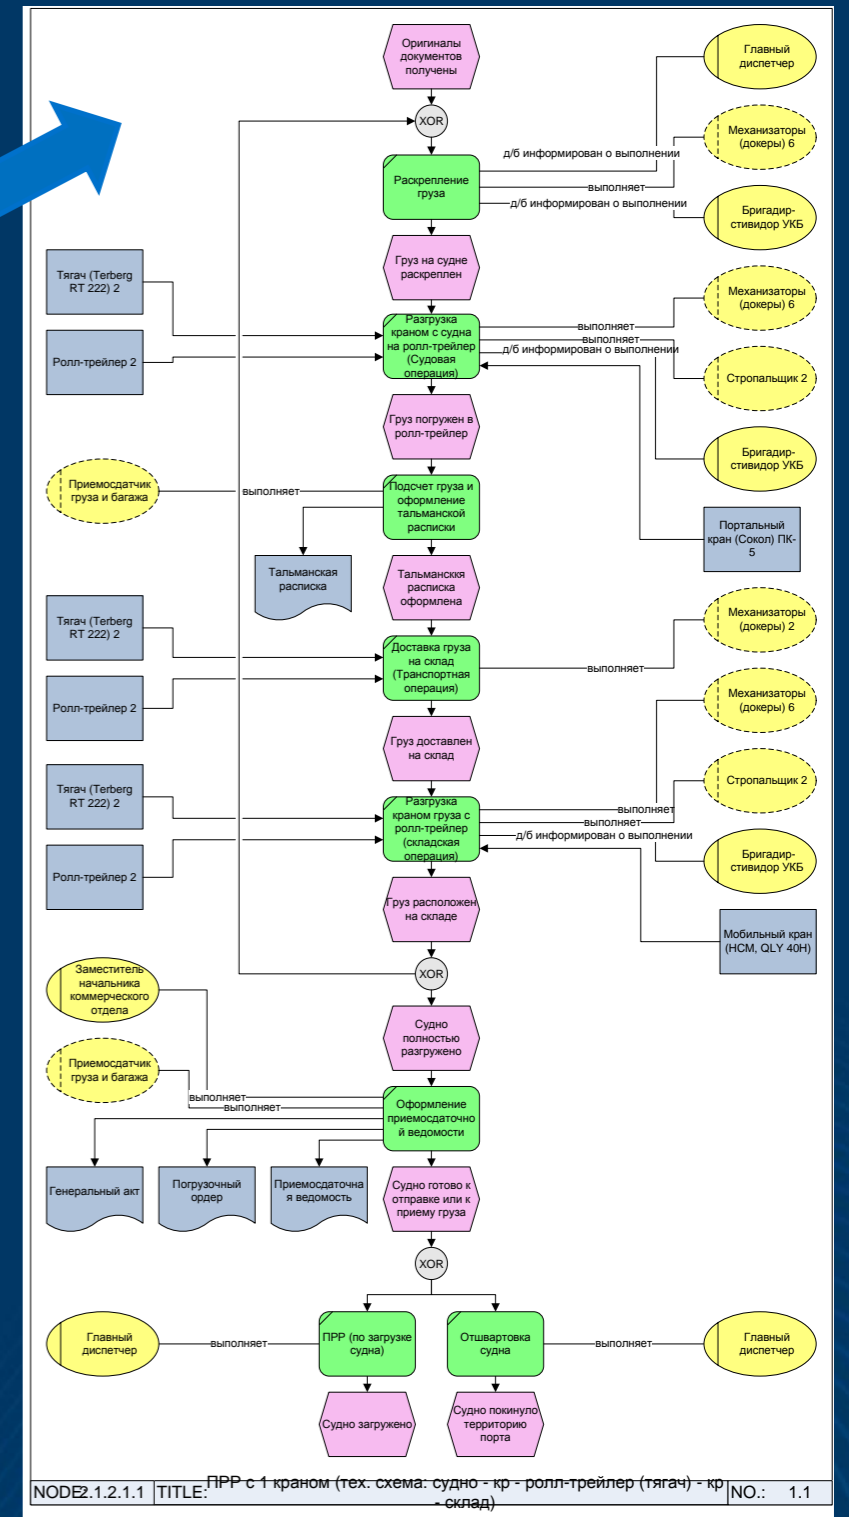 Оригиналы
документов
получены
Главный
диспетчер
XOR
Механизаторы
(докеры) 6
д/б информирован о выполнении
выполняет
д/б информирован о выполнении
Раскрепление
груза
Бригадир-
стивидор УКБ
Груз на судне
раскреплен
Тягач (Terberg
RT 222) 2
Механизаторы
(докеры) 6
Разгрузка
краном с судна
на ролл-трейлер
(Судовая
операция)
выполняет
выполняет
д/б информирован о выполнении
Ролл-трейлер 2
Стропальщик 2
Груз погружен в
ролл-трейлер
Бригадир-
стивидор УКБ
Приемосдатчик
груза и багажа
выполняет
Подсчет груза и
оформление
тальманской
расписки
Портальный
кран (Сокол) ПК-
5
Тальманская
расписка
Тальмансккя
расписка
оформлена
Тягач (Terberg
RT 222) 2
Механизаторы
(докеры) 2
Доставка груза
на склад
(Транспортная
операция)
выполняет
Ролл-трейлер 2
Механизаторы
(докеры) 6
Груз доставлен
на склад
Тягач (Terberg
RT 222) 2
Стропальщик 2
Разгрузка
краном груза с
ролл-трейлер
(складская
операция)
выполняет
выполняет
д/б информирован о выполнении
Ролл-трейлер 2
Бригадир-
стивидор УКБ
Груз расположен
на складе
Мобильный кран
(HCM, QLY 40H)
XOR
Заместитель
начальника
коммерческого
отдела
Судно
полностью
разгружено
Приемосдатчик
груза и багажа
выполняет
выполняет
Оформление
приемосдаточно
й ведомости
Генеральный акт
Погрузочный
ордер
Приемосдаточна
я ведомость
Судно готово к
отправке или к
приему груза
XOR
Главный
диспетчер
выполняет
ПРР (по загрузке
судна)
Отшвартовка
судна
выполняет
Главный
диспетчер
Судно загружено
Судно покинуло
территорию
порта
NODE: 2.1.2.1.1 TITLE: ПРР с 1 краном (тех. схема: судно - кр - ролл-трейлер (тягач) - кр
- склад) NO.: 1.1